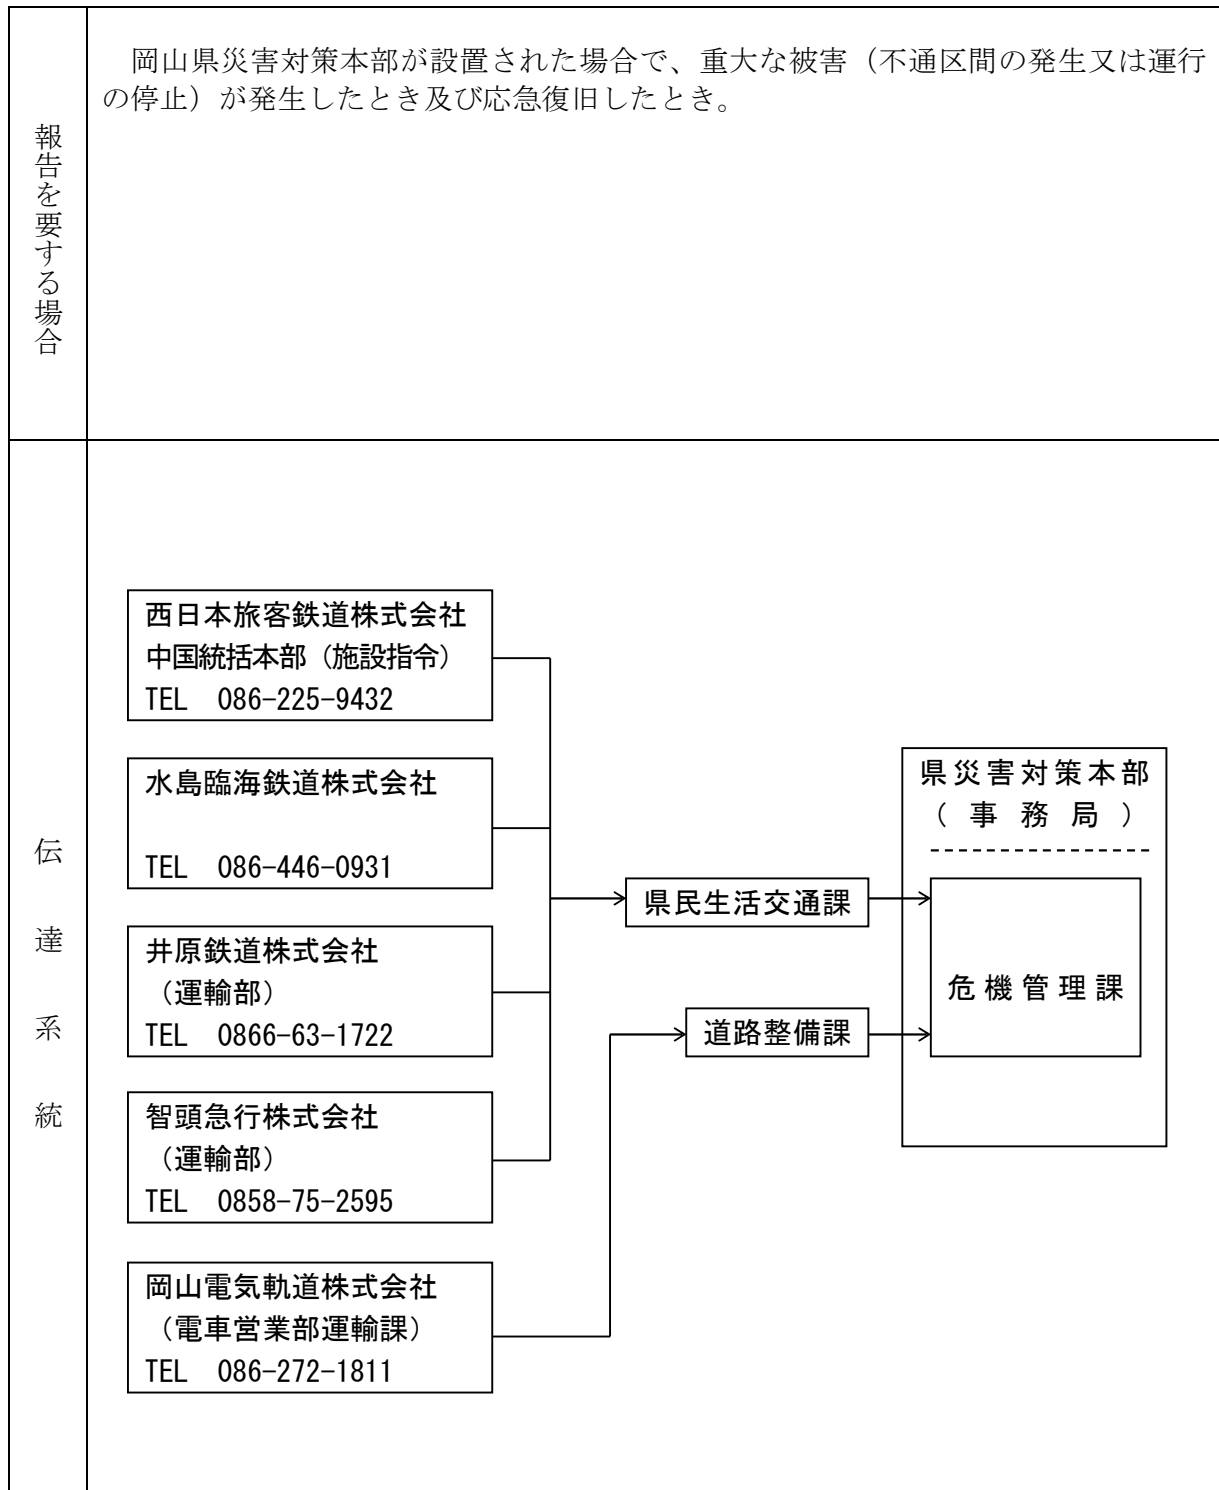 報告を要する場合
岡山県災害対策本部が設置された場合で、重大な被害（不通区間の発生又は運行
の停止）が発生したとき及び応急復旧したとき。
伝達系統
西日本旅客鉄道株式会社
中国統括本部（施設指令）
TEL　086-225-9432
水島臨海鉄道株式会社
TEL　086-446-0931
井原鉄道株式会社
（運輸部）
TEL　0866-63-1722
智頭急行株式会社
（運輸部）
TEL　0858-75-2595
岡山電気軌道株式会社
（電車営業部運輸課）
TEL　086-272-1811
県民生活交通課
道路整備課
県災害対策本部
（事務局）
危機管理課